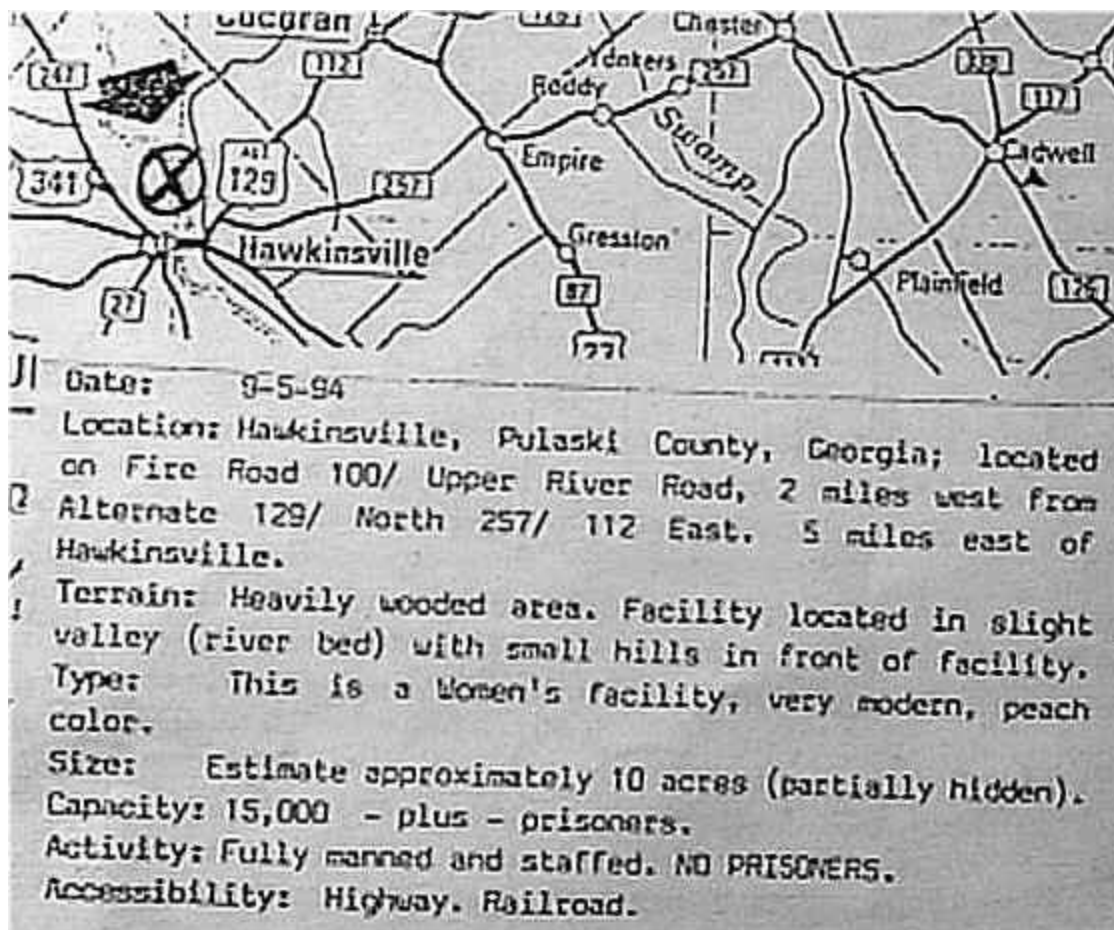 Cocoran
Chester
247
112
Yonkers
257
Roddy
117
Swamp
Empire
Cadwell
341
ALT
129
257
Gresston
Hawkinsville
Plainfield
87
27
126
Date: 9-5-94
Location: Hawkinsville, Pulaski County, Georgia; located
on Fire Road 100/ Upper River Road, 2 miles west from
Alternate 129/ North 257/ 112 East. 5 miles east of
Hawkinsville.
Terrain: Heavily wooded area. Facility located in slight
valley (river bed) with small hills in front of facility.
Type: This is a Women's facility, very modern, peach
color.
Size: Estimate approximately 10 acres (partially hidden).
Capacity: 15,000 - plus - prisoners.
Activity: Fully manned and staffed. NO PRISONERS.
Accessibility: Highway. Railroad.